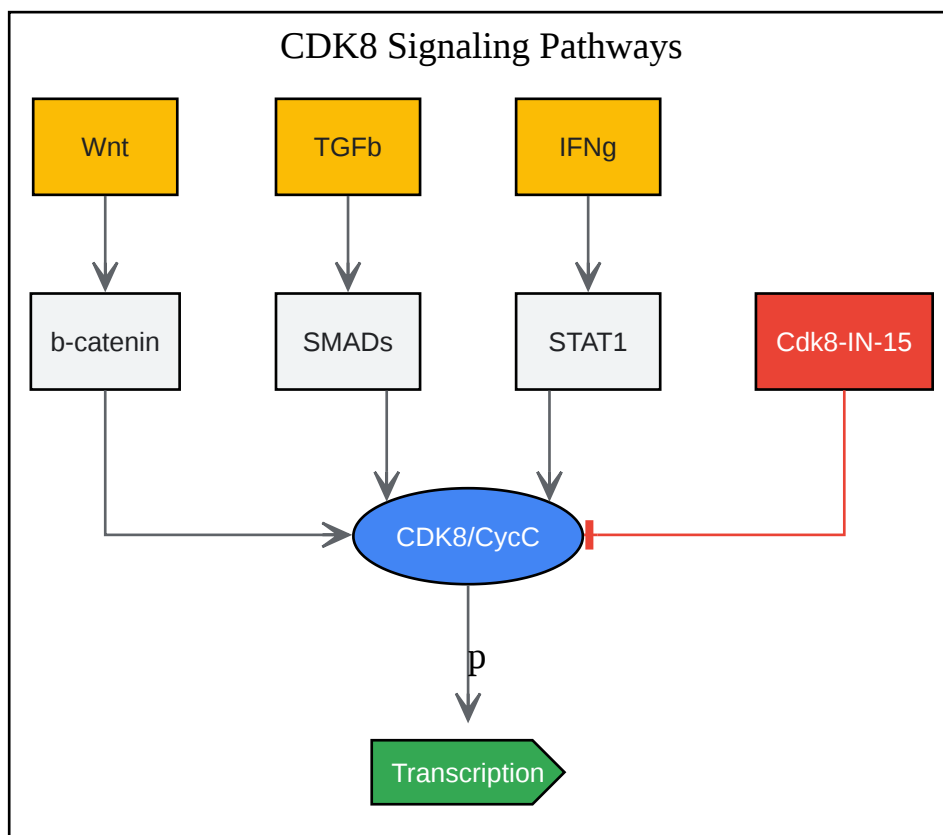 CDK8 Signaling Pathways
Wnt
TGFb
IFNg
b-catenin
SMADs
STAT1
Cdk8-IN-15
CDK8/CycC
p
Transcription